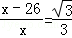 x − 26/x = √3/3